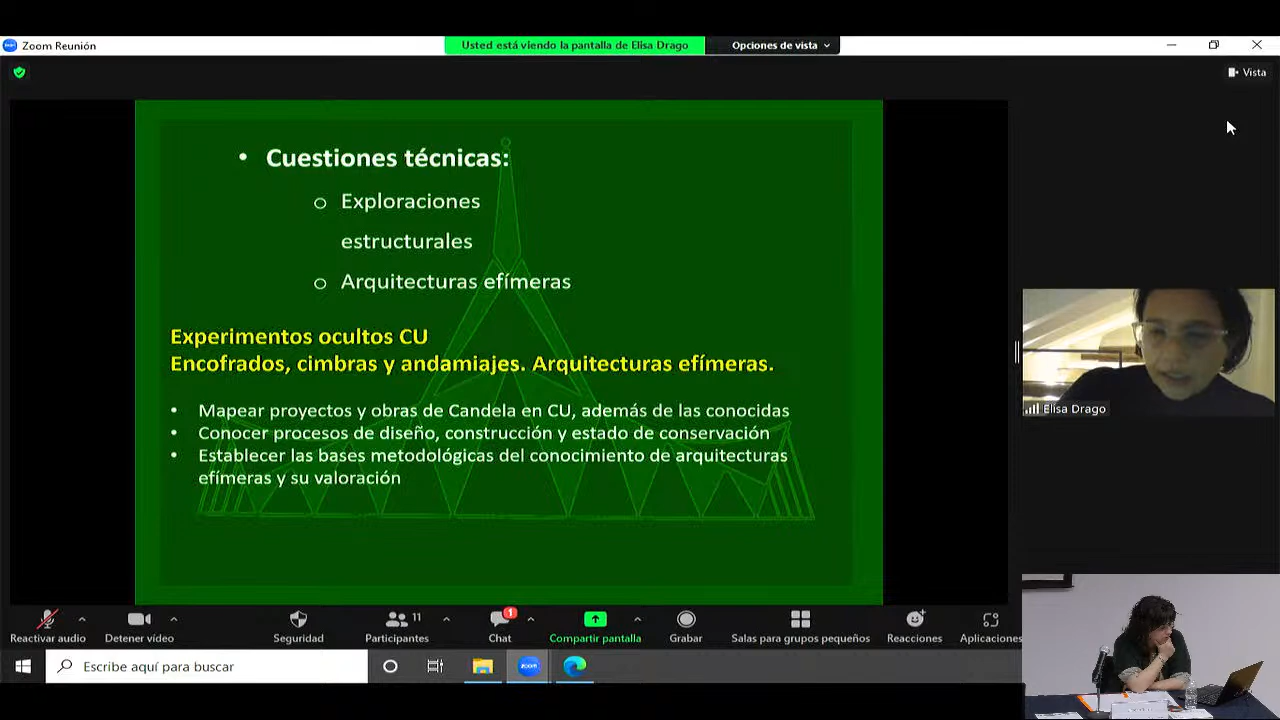 Zoom Reunión
Usted está viendo la pantalla de Elisa Drago
Opciones de vista
Vista
• Cuestiones técnicas:
o Exploraciones
estructurales
o Arquitecturas efímeras
Experimentos ocultos CU
Encofrados, cimbras y andamiajes. Arquitecturas efímeras.
• Mapear proyectos y obras de Candela en CU, además de las conocidas
• Conocer procesos de diseño, construcción y estado de conservación
• Establecer las bases metodológicas del conocimiento de arquitecturas
efímeras y su valoración
Elisa Drago
Reactivar audio
Detener vídeo
Seguridad
Participantes 11
Chat 1
Compartir pantalla
Grabar
Salas para grupos pequeños
Reacciones
Aplicaciones
Escribe aquí para buscar
zoom